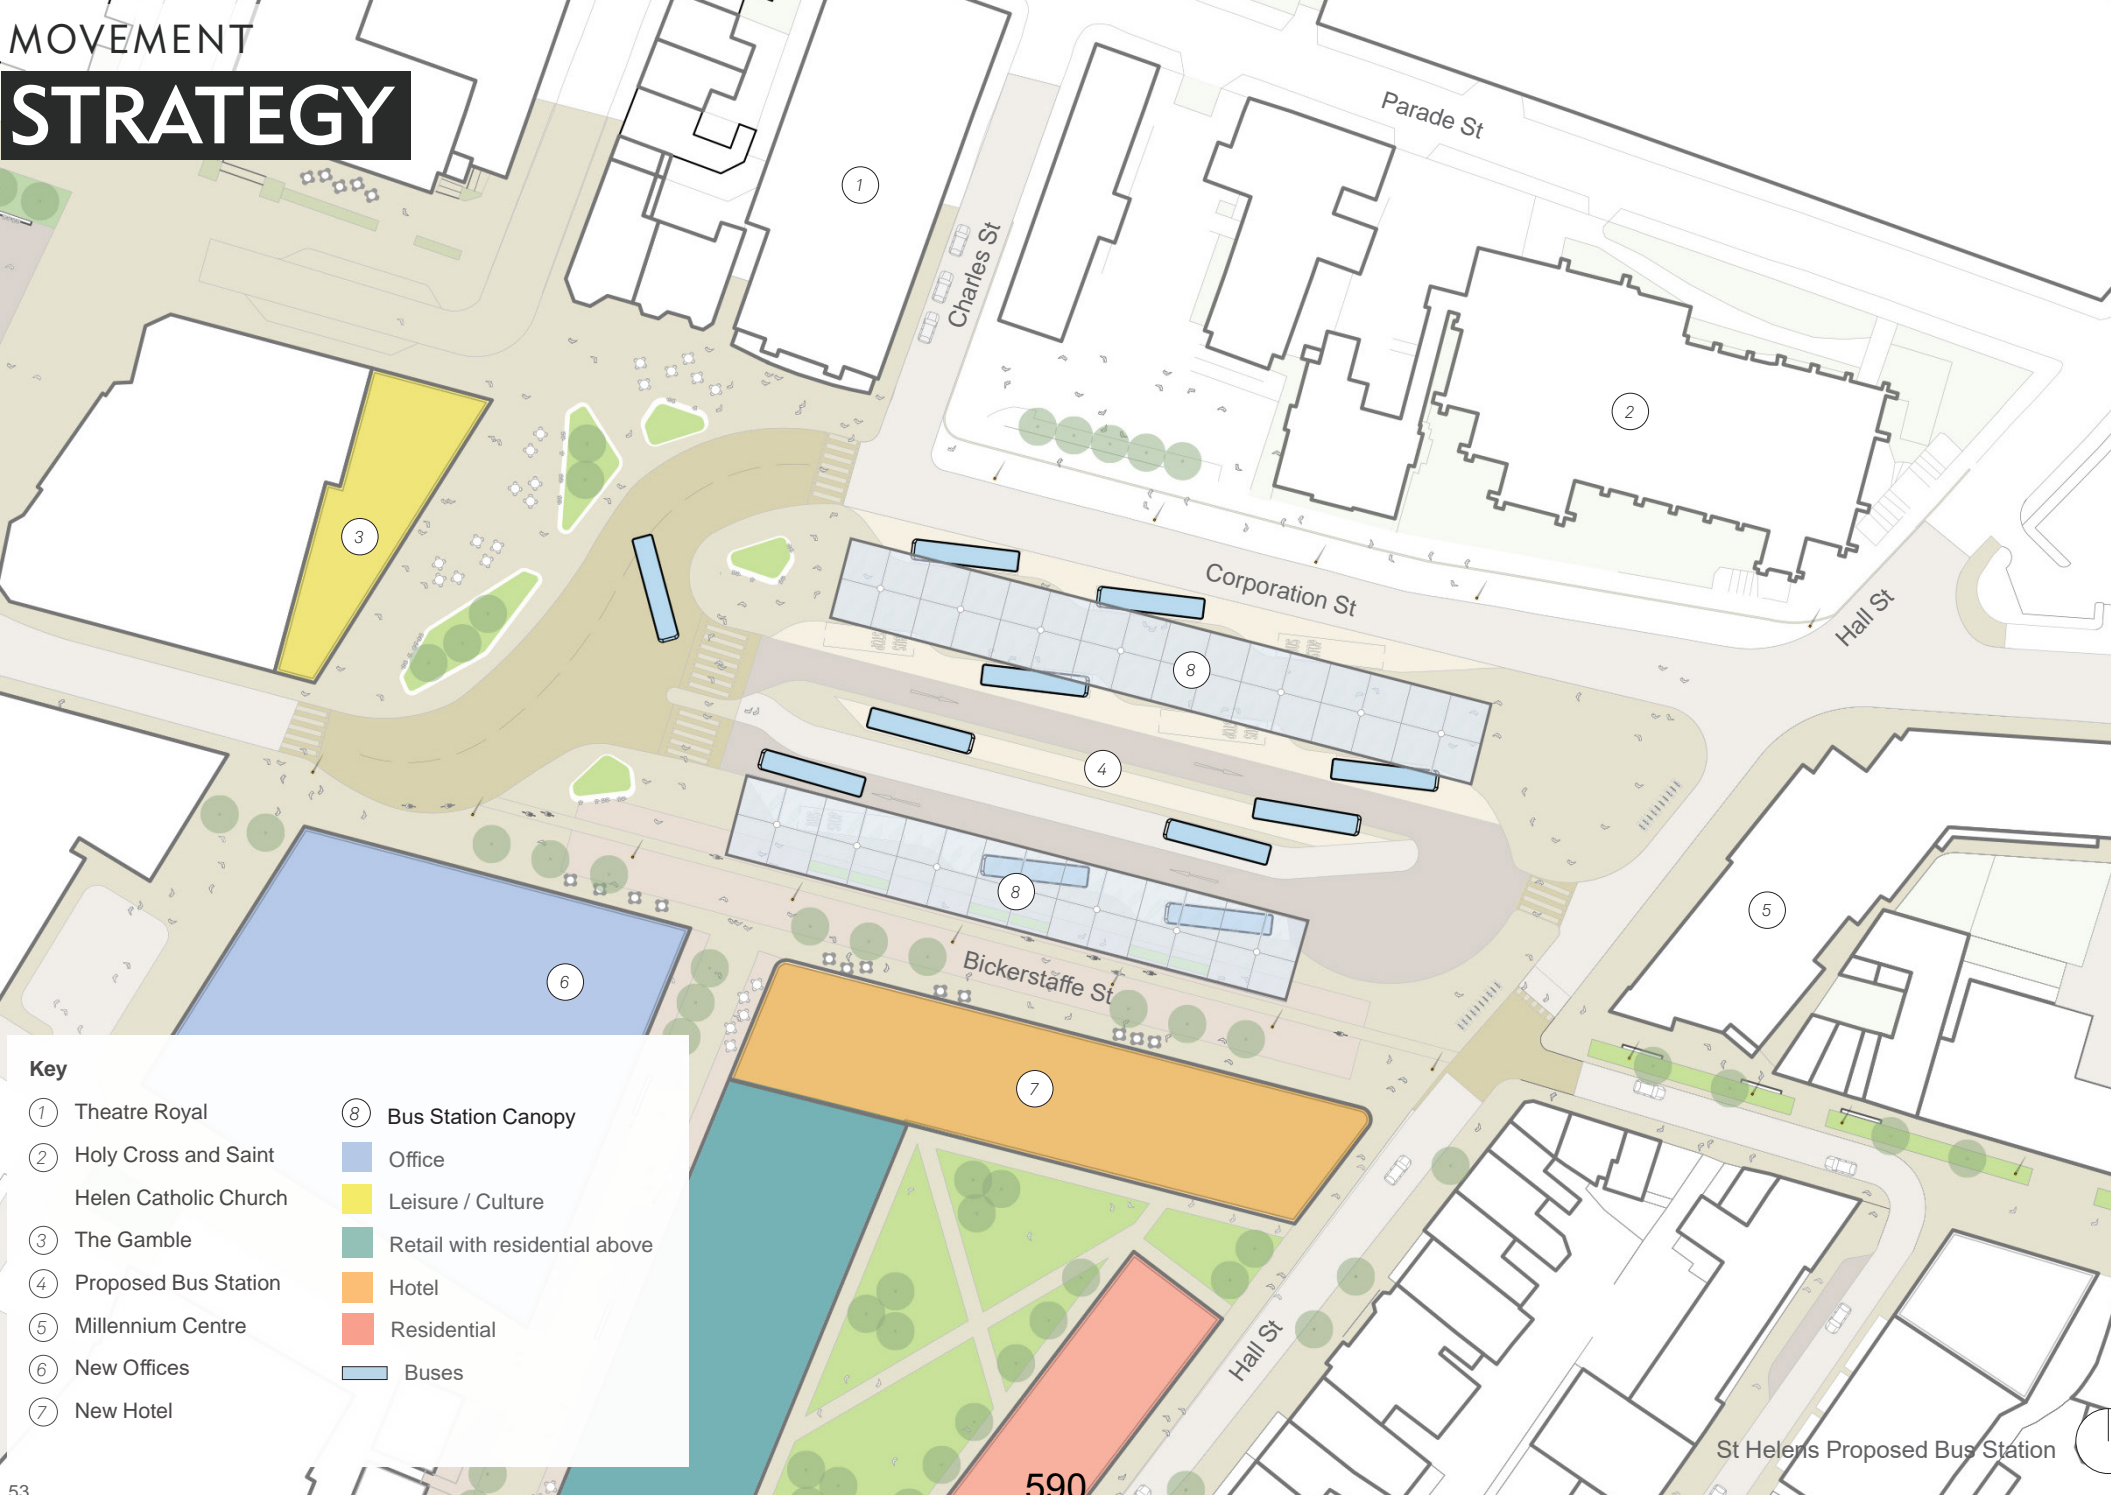 MOVEMENT
STRATEGY
Parade St
1
Charles St
2
3
Corporation St
Hall St
8
4
5
8
Bickerstaffe St
6
7
Hall St
Key
1 Theatre Royal
2 Holy Cross and Saint
Helen Catholic Church
3 The Gamble
4 Proposed Bus Station
5 Millennium Centre
6 New Offices
7 New Hotel
8 Bus Station Canopy
Office
Leisure / Culture
Retail with residential above
Hotel
Residential
Buses
St Helens Proposed Bus Station
53
590